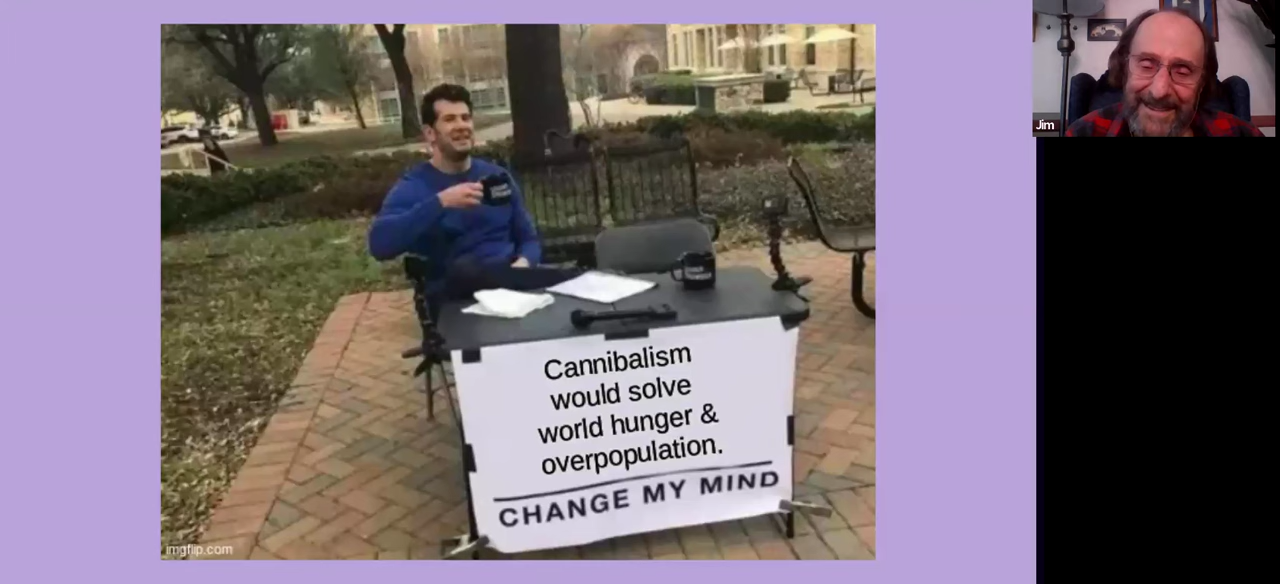 Jim
Cannibalism
would solve
world hunger &
overpopulation.
CHANGE MY MIND
imgflip.com